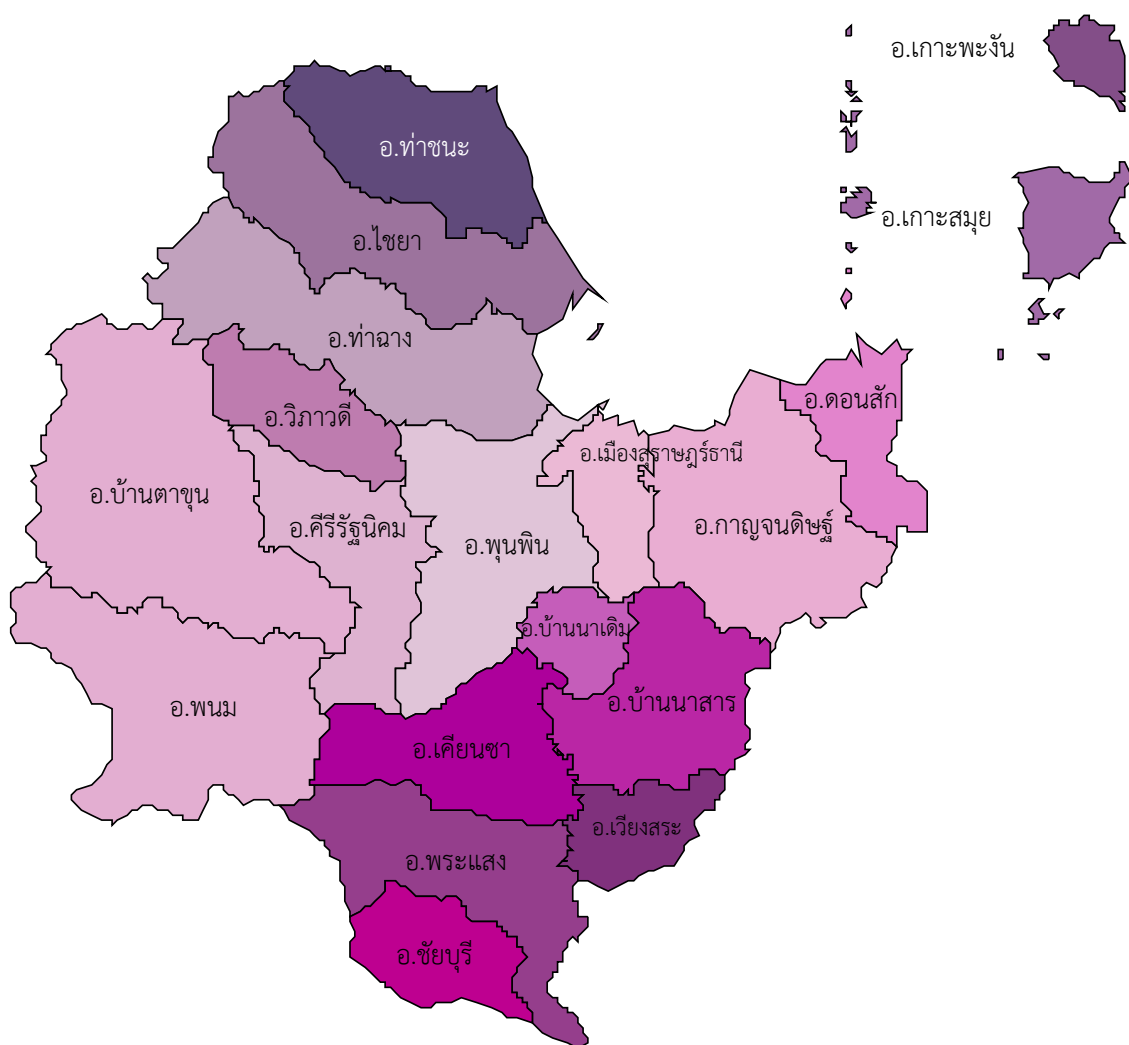 อ.เกาะพะงัน
อ.ท่าชนะ
อ.เกาะสมุย
อ.ไชยา
อ.ท่าฉาง
อ.ดอนสัก
อ.วิภาวดี
อ.เมืองสุราษฎร์ธานี
อ.บ้านตาขุน
อ.คีรีรัฐนิคม
อ.กาญจนดิษฐ์
อ.พุนพิน
อ.บ้านนาเดิม
อ.บ้านนาสาร
อ.พนม
อ.เคียนซา
อ.เวียงสระ
อ.พระแสง
อ.ชัยบุรี